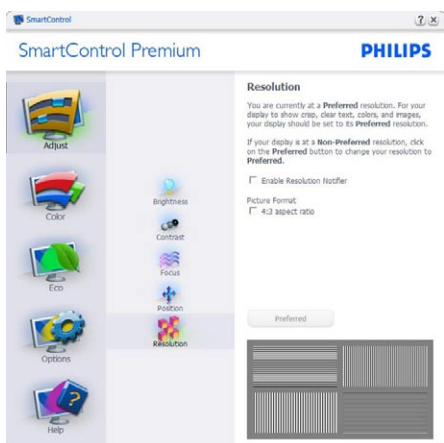 SmartControl
SmartControl Premium
PHILIPS
Adjust
Color
Eco
Options
Help
Brightness
Contrast
Focus
Position
Resolution
Resolution
You are currently at a Preferred resolution. For your
display to show crisp, clear text, colors, and images,
your display should be set to its Preferred resolution.
If your display is at a Non-Preferred resolution, click
on the Preferred button to change your resolution to
Preferred.
Enable Resolution Notifier
Picture Format
4:3 aspect ratio
Preferred